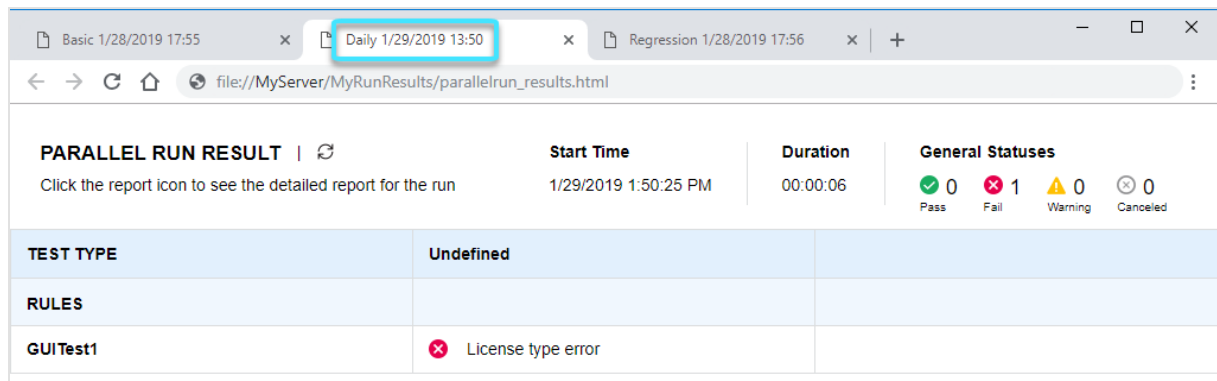 Basic 1/28/2019 17:55
Daily 1/29/2019 13:50
Regression 1/28/2019 17:56
file://MyServer/MyRunResults/parallelrun_results.html
PARALLEL RUN RESULT |
Click the report icon to see the detailed report for the run
Start Time
1/29/2019 1:50:25 PM
Duration
00:00:06
General Statuses
0 1 0 0
Pass Fail Warning Canceled
TEST TYPE Undefined
RULES
GUITest1 License type error